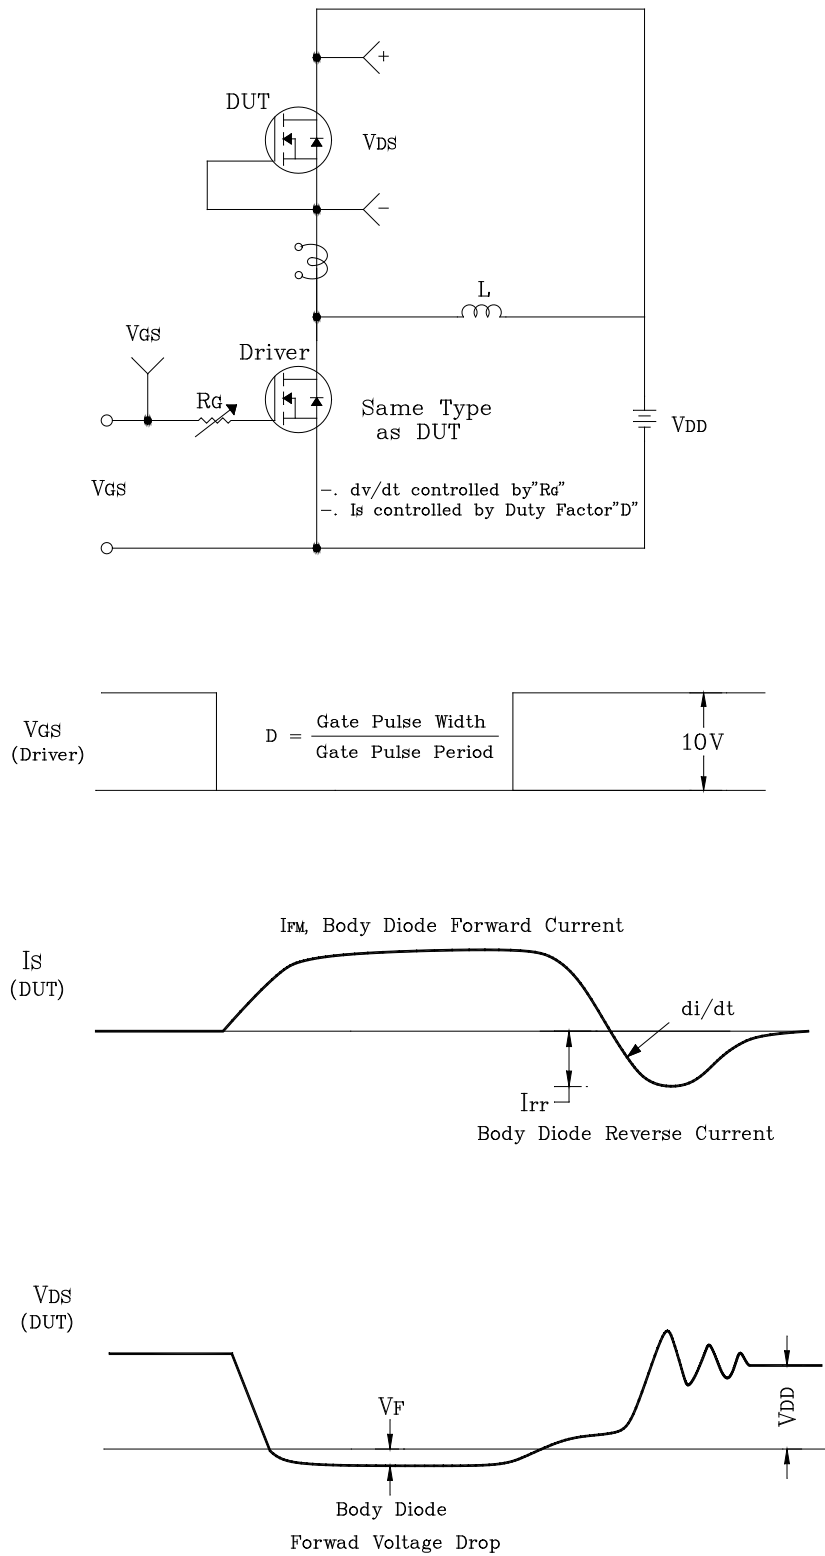 +
DUT
VDS
−
L
VGS
Driver
RG
Same Type
as DUT
VDD
VGS
−. dv/dt controlled by"RG"
−. Is controlled by Duty Factor"D"
VGS
(Driver)
D = Gate Pulse Width
Gate Pulse Period
10V
IFM, Body Diode Forward Current
IS
(DUT)
di/dt
Irr
Body Diode Reverse Current
VDS
(DUT)
VF
VDD
Body Diode
Forwad Voltage Drop